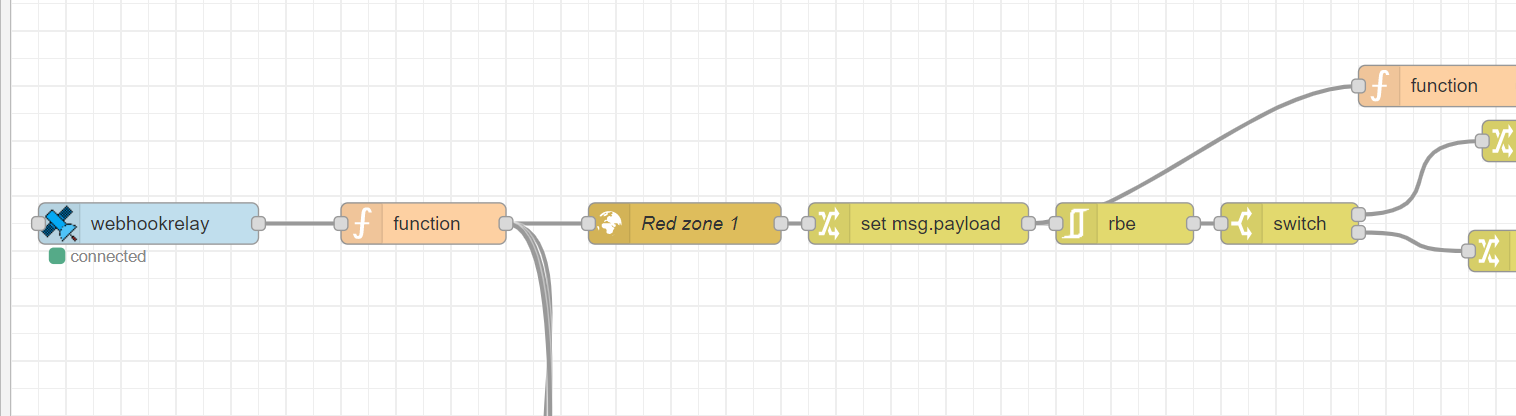 function
webhookrelay
function
Red zone 1
set msg.payload
rbe
switch
connected